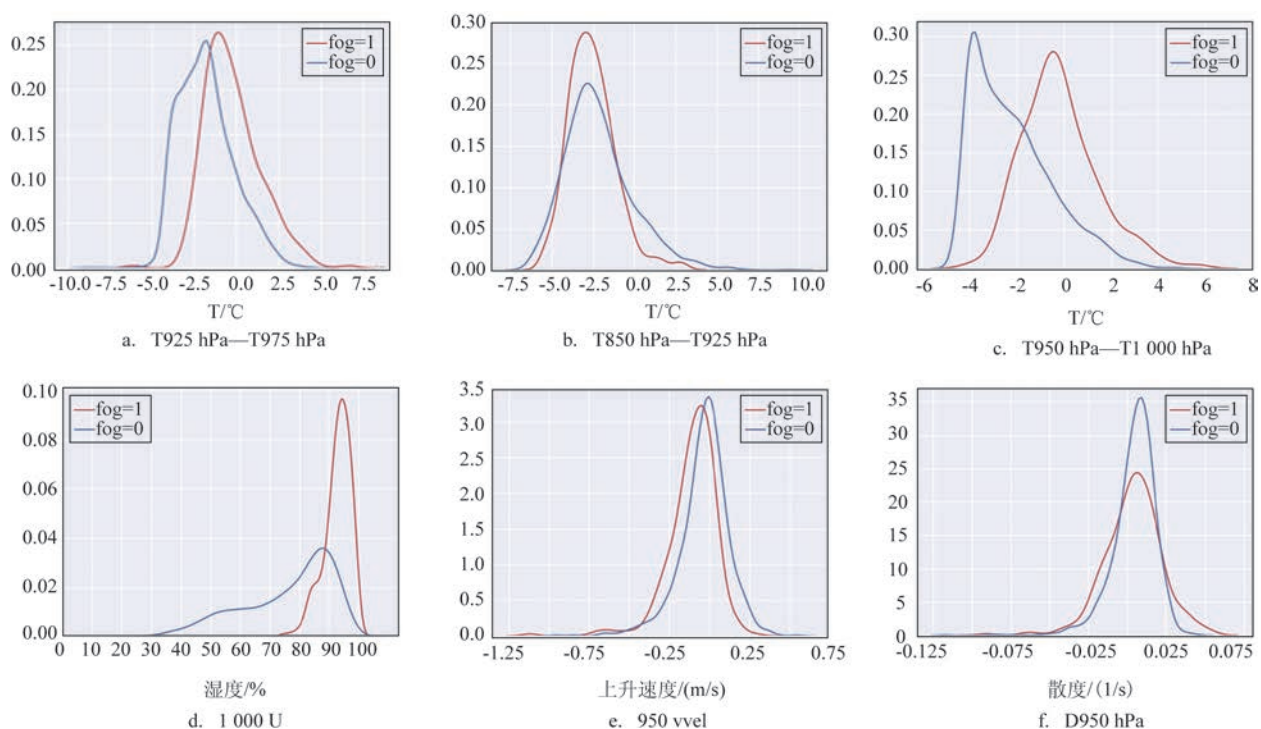 0.25
0.20
0.15
0.10
0.05
0.00
-10.0 -7.5 -5.0 -2.5 0.0 2.5 5.0 7.5
fog=1
fog=0
T/℃
a. T925 hPa—T975 hPa
0.30
0.25
0.20
0.15
0.10
0.05
0.00
-7.5 -5.0 -2.5 0.0 2.5 5.0 7.5 10.0
fog=1
fog=0
T/℃
b. T850 hPa—T925 hPa
0.30
0.25
0.20
0.15
0.10
0.05
0.00
-6 -4 -2 0 2 4 6 8
fog=1
fog=0
T/℃
c. T950 hPa—T1 000 hPa
0.10
0.08
0.06
0.04
0.02
0.00
0 10 20 30 40 50 60 70 80 90 100
fog=1
fog=0
湿度/%
d. 1 000 U
3.5
3.0
2.5
2.0
1.5
3.0
0.5
0.0
-1.25 -0.75 -0.25 0.25 0.75
fog=1
fog=0
上升速度/(m/s)
e. 950 vvel
35
30
25
20
15
10
5
0
-0.125 -0.075 -0.025 0.025 0.075
fog=1
fog=0
散度/(1/s)
f. D950 hPa